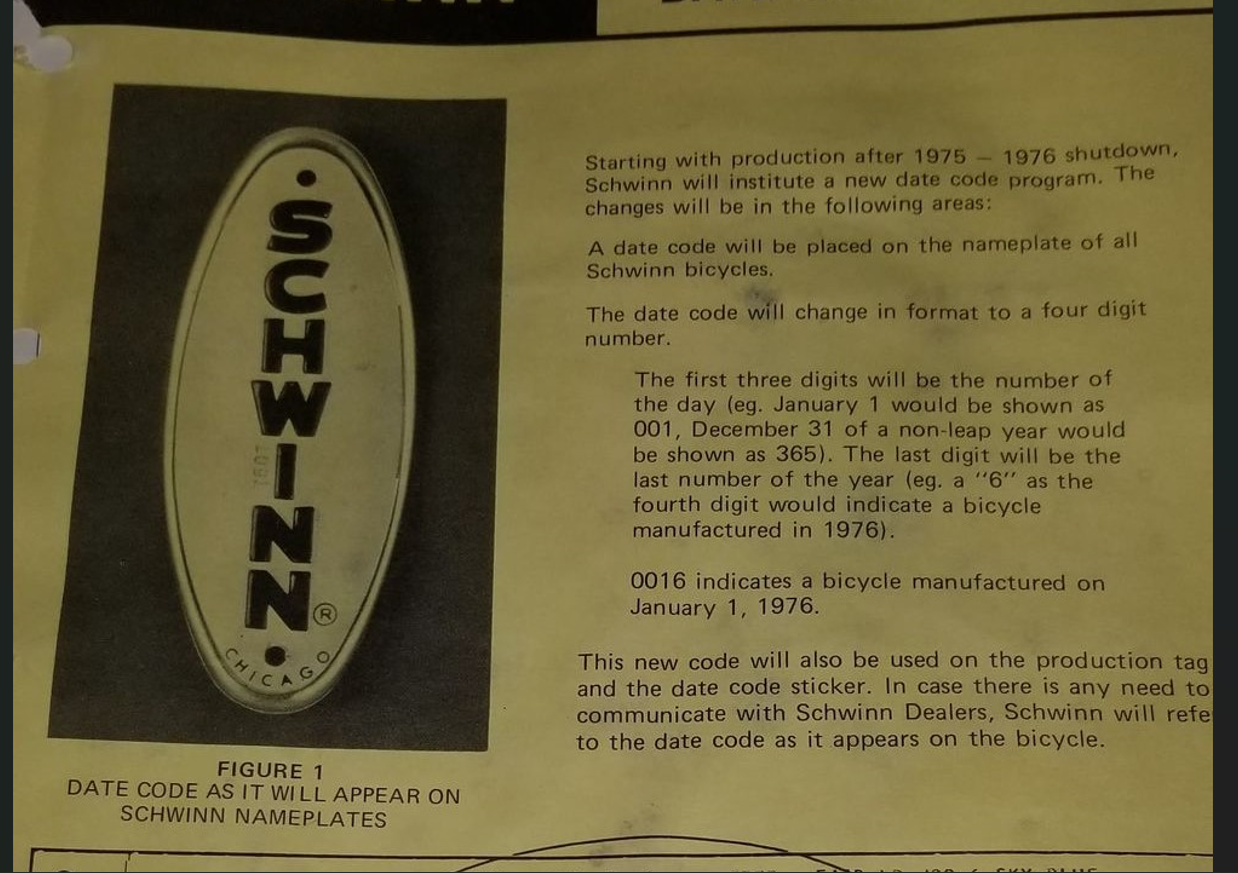 SCHWINN
®
CHICAGO
FIGURE 1
DATE CODE AS IT WILL APPEAR ON
SCHWINN NAMEPLATES
Starting with production after 1975 – 1976 shutdown,
Schwinn will institute a new date code program. The
changes will be in the following areas:
A date code will be placed on the nameplate of all
Schwinn bicycles.
The date code will change in format to a four digit
number.
The first three digits will be the number of
the day (eg. January 1 would be shown as
001, December 31 of a non-leap year would
be shown as 365). The last digit will be the
last number of the year (eg. a ‘‘6’’ as the
fourth digit would indicate a bicycle
manufactured in 1976).
0016 indicates a bicycle manufactured on
January 1, 1976.
This new code will also be used on the production tag
and the date code sticker. In case there is any need to
communicate with Schwinn Dealers, Schwinn will refe
to the date code as it appears on the bicycle.